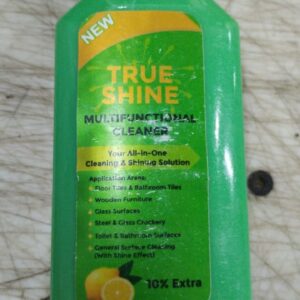 NEW
TRUE
SHINE
MULTIFUNCTIONAL
CLEANER
Your All-in-One
Cleaning & Shining Solution
Application Areas:
Floor Tiles & Bathroom Tiles
Wooden Furniture
Glass Surfaces
Steel & Glass Crockery
Toilet & Bathroom Surfaces
General Surface Cleaning
(With Shine Effect)
10% Extra